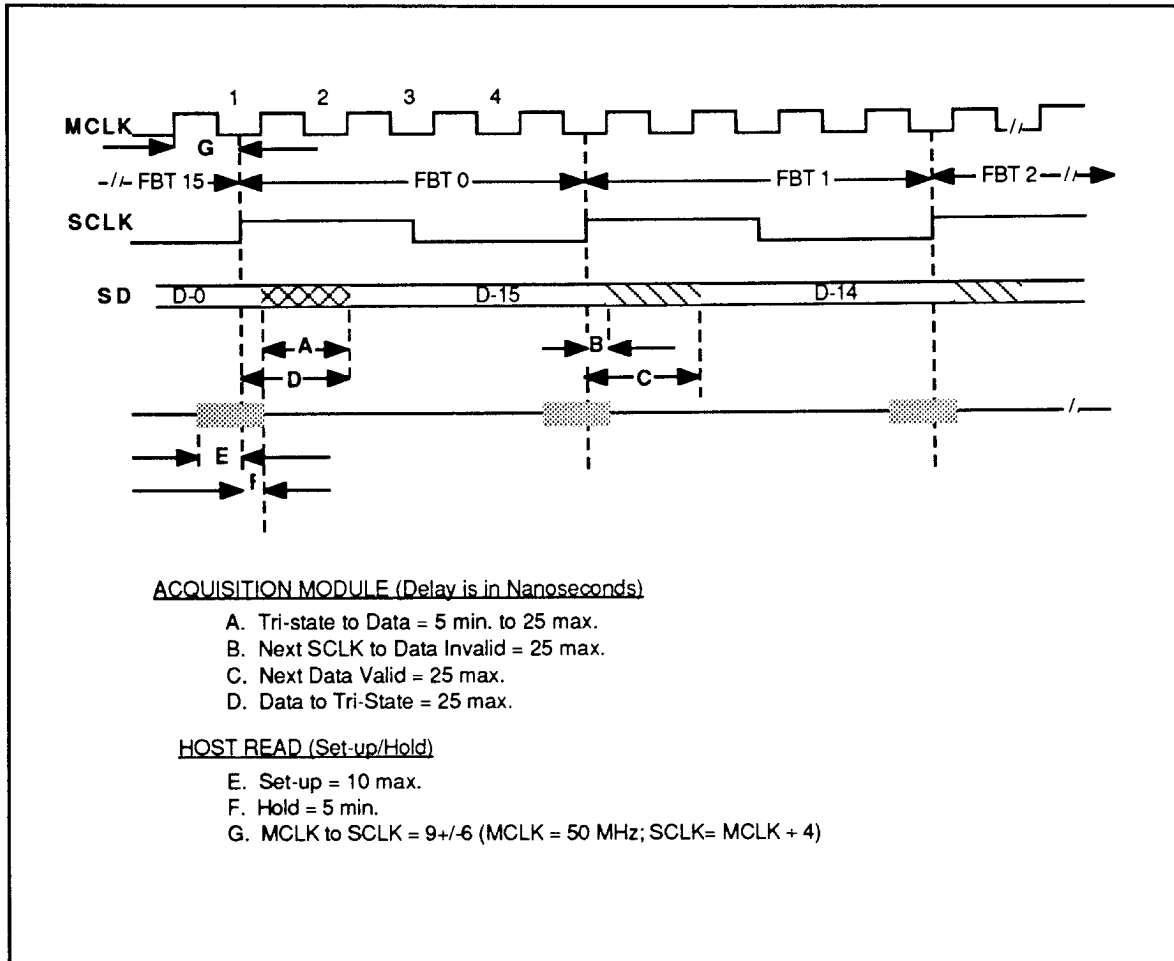 1 2 3 4
MCLK
G
FBT 15 FBT 0 FBT 1 FBT 2
SCLK
SD D-0 D-15 D-14
A B
D C
E
F
ACQUISITION MODULE (Delay is in Nanoseconds)
A. Tri-state to Data = 5 min. to 25 max.
B. Next SCLK to Data Invalid = 25 max.
C. Next Data Valid = 25 max.
D. Data to Tri-State = 25 max.
HOST READ (Set-up/Hold)
E. Set-up = 10 max.
F. Hold = 5 min.
G. MCLK to SCLK = 9+/-6 (MCLK = 50 MHz; SCLK= MCLK + 4)